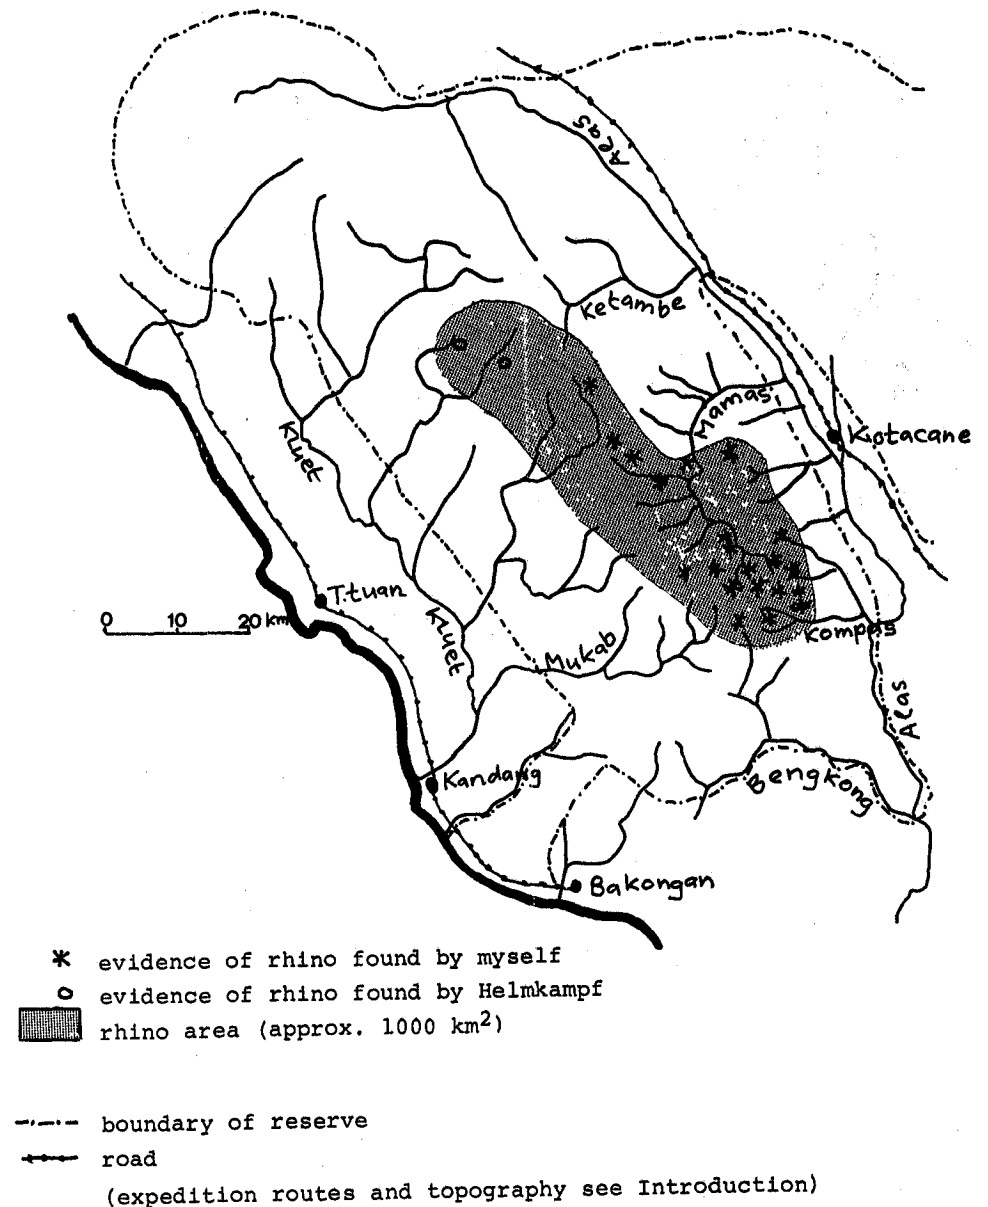 Alas
Ketambe
Mamas
Kotacane
Kluet
T.tuan
0 10 20 km
Kluet
Mukab
Kompas
Alas
Kandang
Bengkong
Bakongan
evidence of rhino found by myself
evidence of rhino found by Helmkampf
rhino area (approx. 1000 km²)
boundary of reserve
road
(expedition routes and topography see Introduction)